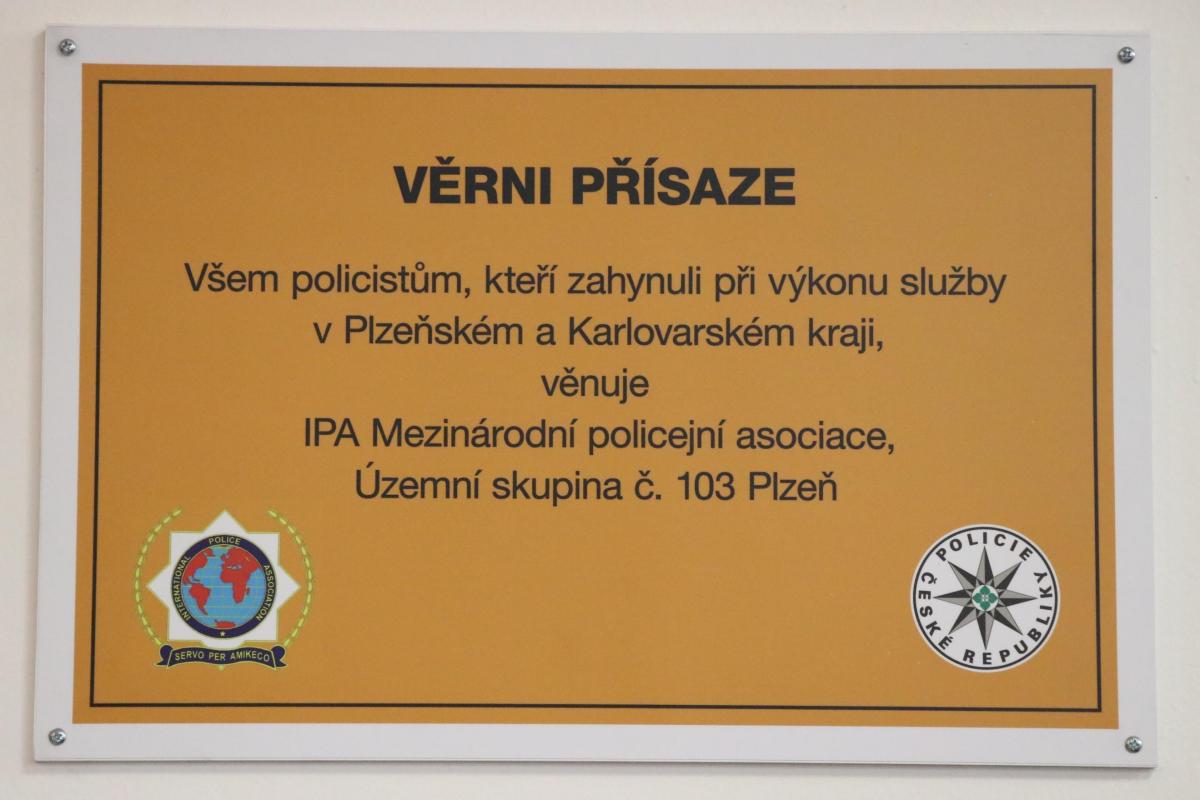 VĚRNI PŘÍSAZE
Všem policistům, kteří zahynuli při výkonu služby
v Plzeňském a Karlovarském kraji,
věnuje
IPA Mezinárodní policejní asociace,
Územní skupina č. 103 Plzeň
INTERNATIONAL POLICE ASSOCIATION
SERVO PER AMIKECO
POLICIE
ČESKÉ REPUBLIKY